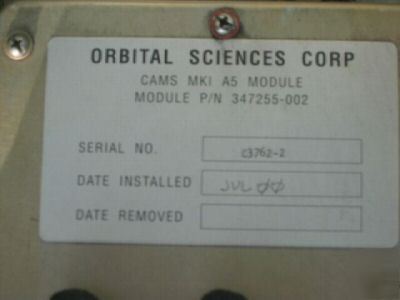 ORBITAL SCIENCES CORP
CAMS MKI A5 MODULE
MODULE P/N 347255-002
SERIAL NO. C3762-2
DATE INSTALLED JUL 00
DATE REMOVED